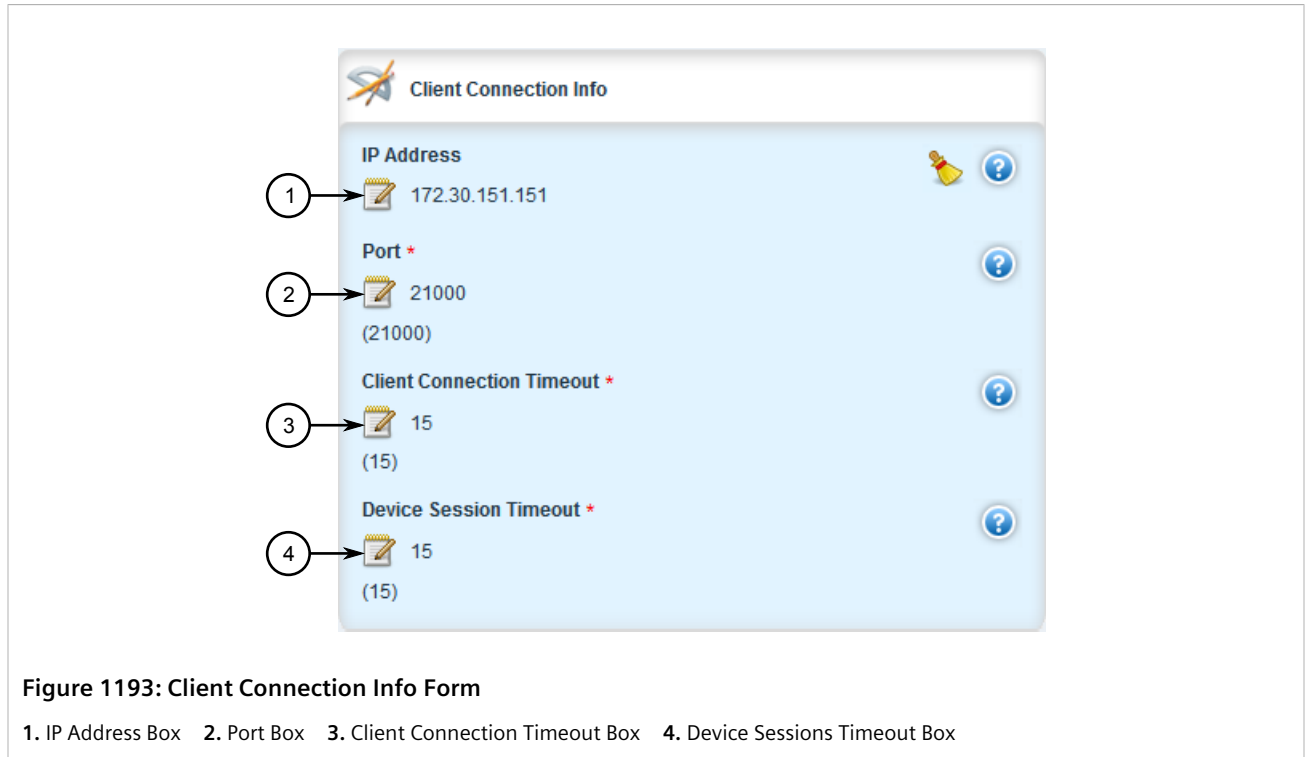 Client Connection Info
IP Address
1
172.30.151.151
Port *
2
21000
(21000)
Client Connection Timeout *
3
15
(15)
Device Session Timeout *
4
15
(15)
Figure 1193: Client Connection Info Form
1. IP Address Box 2. Port Box 3. Client Connection Timeout Box 4. Device Sessions Timeout Box